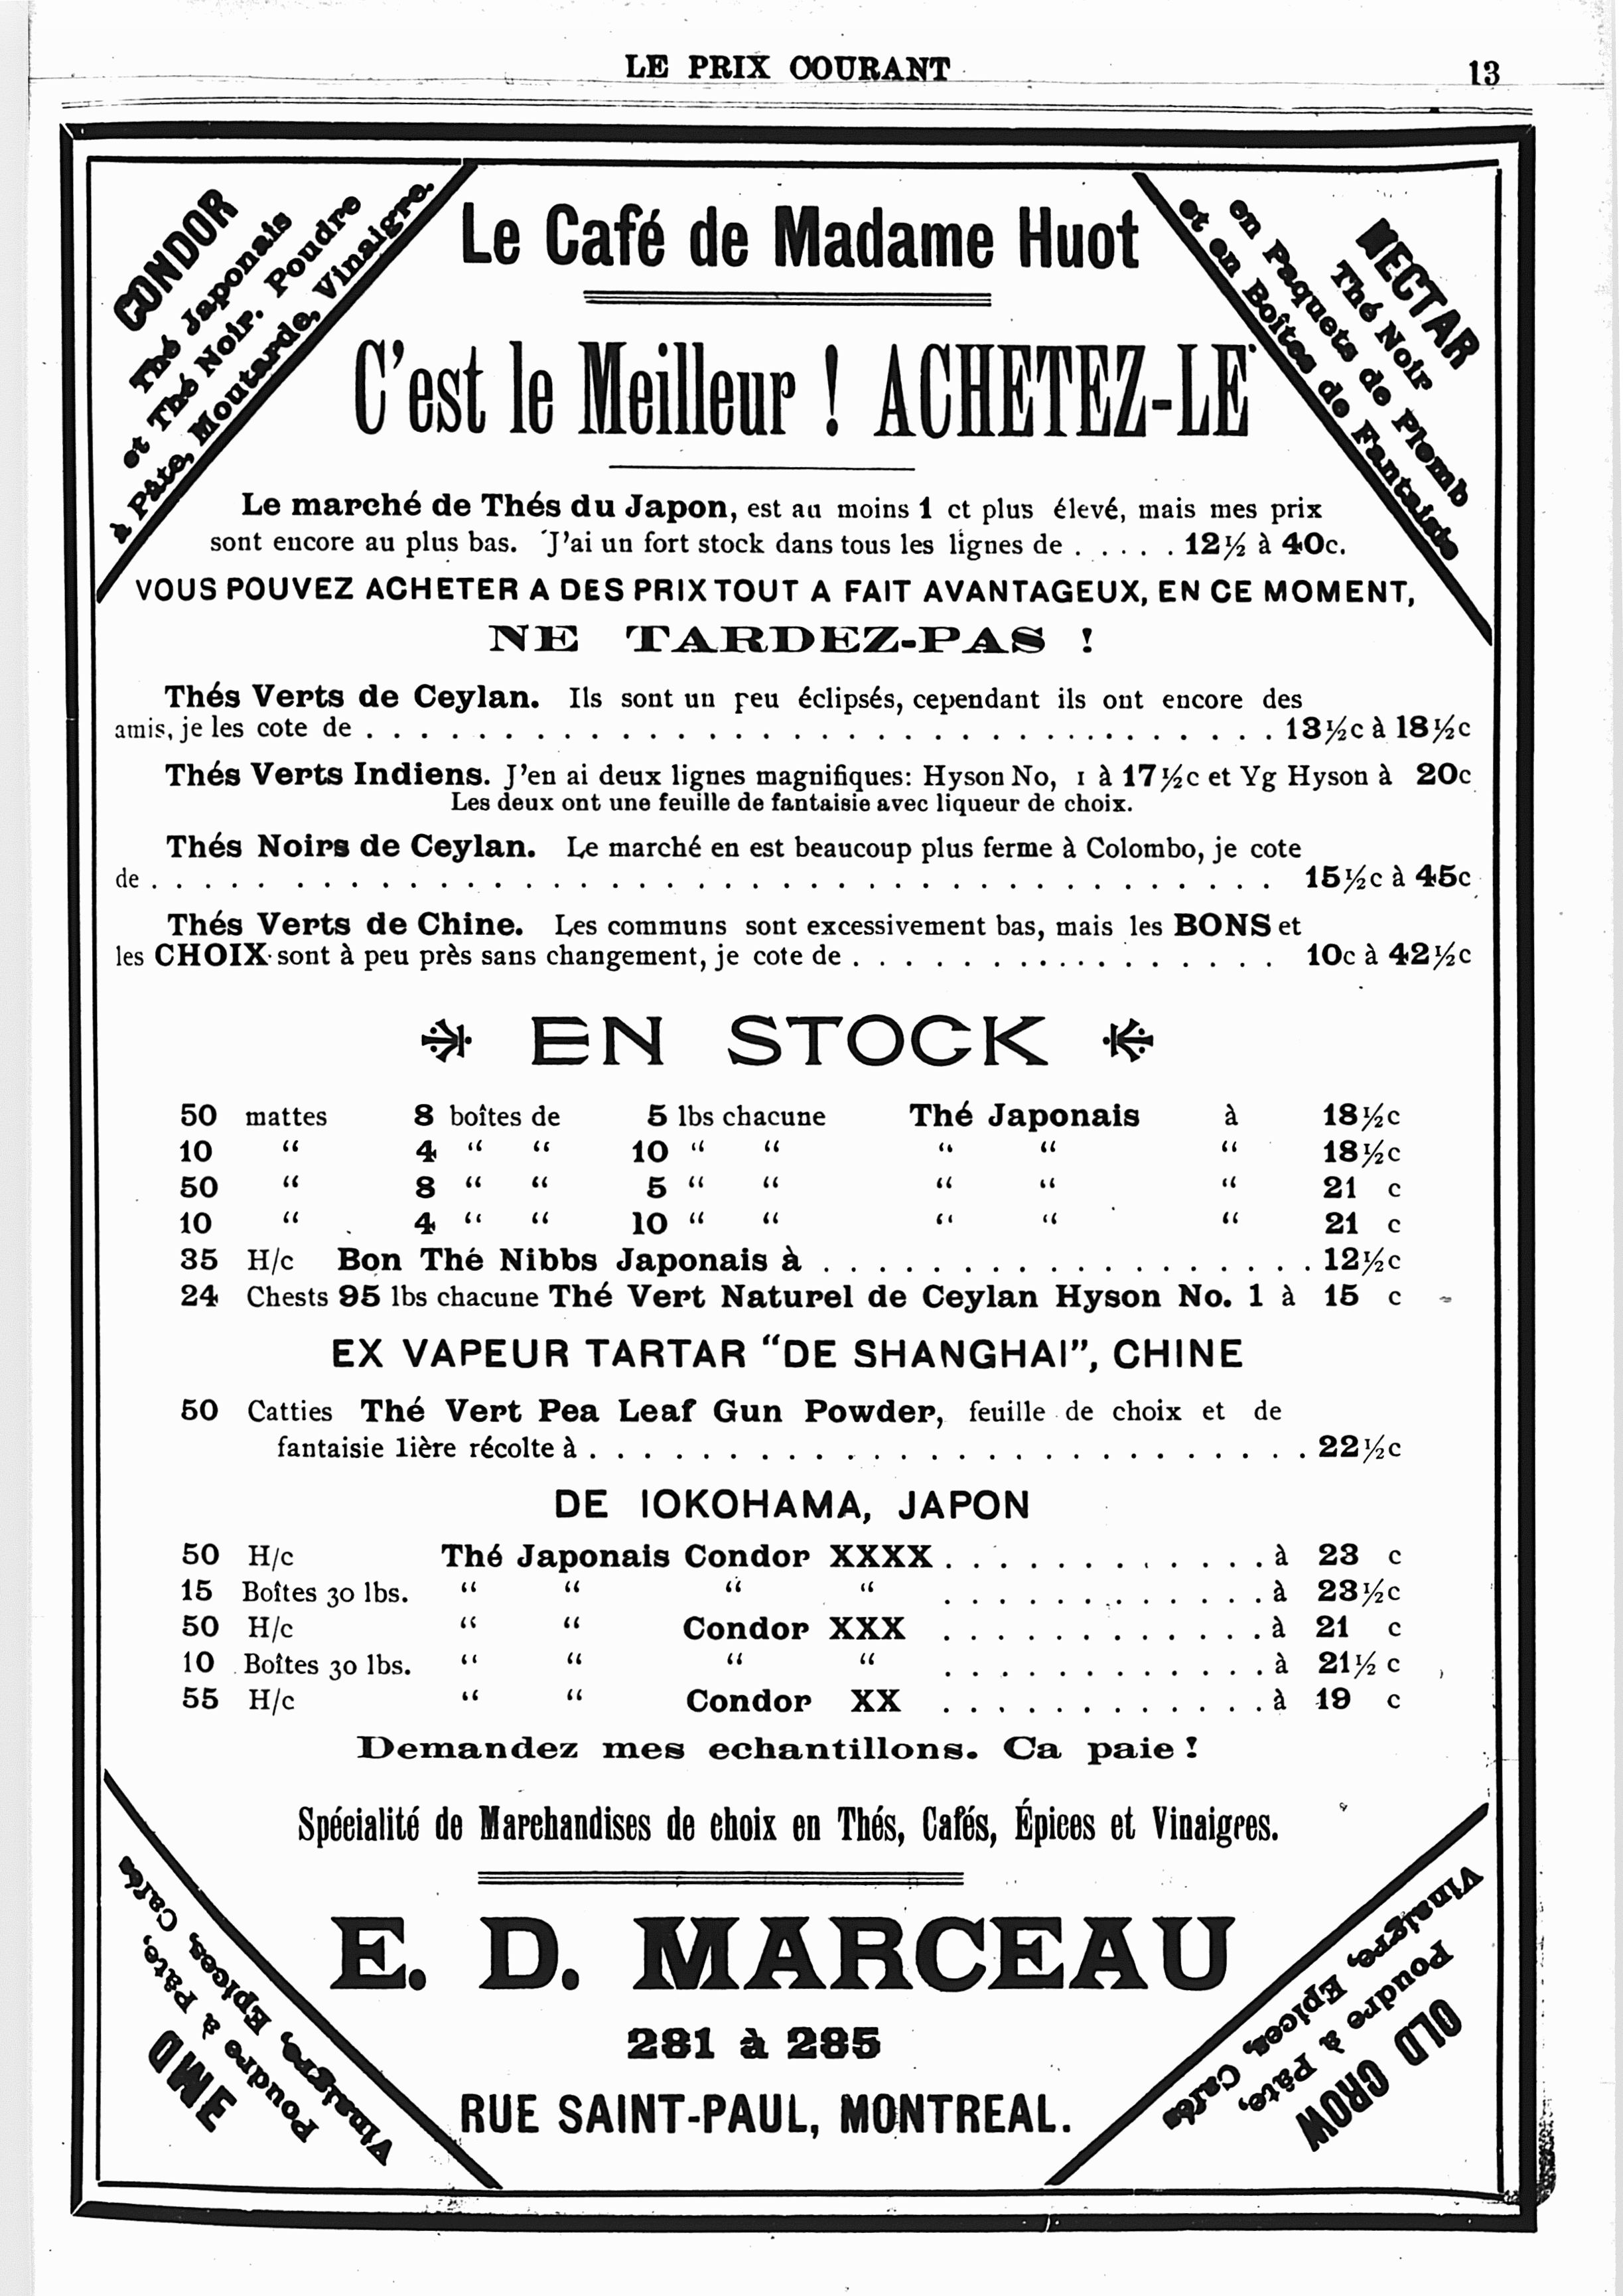 LE PRIX COURANT
13
CONDOR
Thé Japonais
et Thé Noir. Poudre
à Pâte, Moutarde, Vinaigre.
NECTAR
Thé Noir
en Paquets de Plomb
et en Boîtes de Fantaisie
Le Café de Madame Huot
C'est le Meilleur ! ACHETEZ-LE
Le marché de Thés du Japon, est au moins 1 ct plus élevé, mais mes prix
sont encore au plus bas. J'ai un fort stock dans tous les lignes de . . . . . 12½ à 40c.
VOUS POUVEZ ACHETER A DES PRIX TOUT A FAIT AVANTAGEUX, EN CE MOMENT,
NE TARDEZ-PAS !
Thés Verts de Ceylan. Ils sont un peu éclipsés, cependant ils ont encore des
amis, je les cote de . . . . . . . . . . . . . . . . . . . . 13½c à 18½c
Thés Verts Indiens. J'en ai deux lignes magnifiques: Hyson No, 1 à 17½c et Yg Hyson à 20c
Les deux ont une feuille de fantaisie avec liqueur de choix.
Thés Noirs de Ceylan. Le marché en est beaucoup plus ferme à Colombo, je cote
de . . . . . . . . . . . . . . . . . . . . 15½c à 45c
Thés Verts de Chine. Les communs sont excessivement bas, mais les BONS et
les CHOIX sont à peu près sans changement, je cote de . . . . . . . . . . . . . . . . 10c à 42½c
EN STOCK
50 mattes 8 boîtes de 5 lbs chacune Thé Japonais à 18½c
10 “ 4 “ “ 10 “ “ “ “ “ 18½c
50 “ 8 “ “ 5 “ “ “ “ “ 21 c
10 “ 4 “ “ 10 “ “ “ “ “ 21 c
35 H/c Bon Thé Nibbs Japonais à . . . . . . . . . . . . . . . . . . 12½c
24 Chests 95 lbs chacune Thé Vert Naturel de Ceylan Hyson No. 1 à 15 c
EX VAPEUR TARTAR “DE SHANGHAI”, CHINE
50 Catties Thé Vert Pea Leaf Gun Powder, feuille de choix et de
fantaisie 1ière récolte à . . . . . . . . . . . . . . . . . . . . 22½c
DE IOKOHAMA, JAPON
50 H/c Thé Japonais Condor XXXX . . . . . . . . . . . . à 23 c
15 Boîtes 30 lbs. “ “ “ “ . . . . . . . . . . . . à 23½c
50 H/c “ “ Condor XXX . . . . . . . . . . . . à 21 c
10 Boîtes 30 lbs. “ “ “ “ . . . . . . . . . . . . à 21½ c
55 H/c “ “ Condor XX . . . . . . . . . . . . à 19 c
Demandez mes echantillons. Ca paie !
Spécialité de Marchandises de choix en Thés, Cafés, Épices et Vinaigres.
E. D. MARCEAU
281 à 285
RUE SAINT-PAUL, MONTREAL.
EMD
Poudre à Pâte,
Vinaigre, Epices, Café
OLD CROW
Poudre à Pâte,
Vinaigre, Epices, Cafés